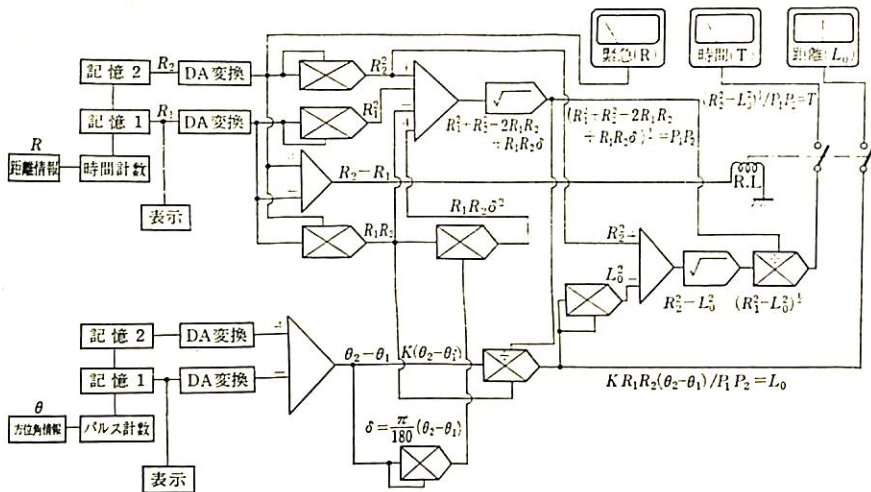 緊急(R)
時間(T)
距離(L₀)
記憶2
R₂
DA変換
R₂²
記憶1
R₁
DA変換
R₁²
R
距離情報
時間計数
表示
R₂−R₁
R₁R₂
R₁R₂δ²
R₁²+R₂²−2R₁R₂
+R₁R₂δ
(R₁²+R₂²−2R₁R₂
+R₁R₂δ)^½=P₁P₂
(R₂²−L₀²)^½/P₁P₂=T
R.L
R₂²
L₀²
R₂²−L₀²
(R₁²−L₀²)^½
記憶2
DA変換
記憶1
DA変換
θ₂−θ₁
K(θ₂−θ₁)
KR₁R₂(θ₂−θ₁)/P₁P₂=L₀
θ
方位角情報
パルス計数
表示
δ=π/180(θ₂−θ₁)